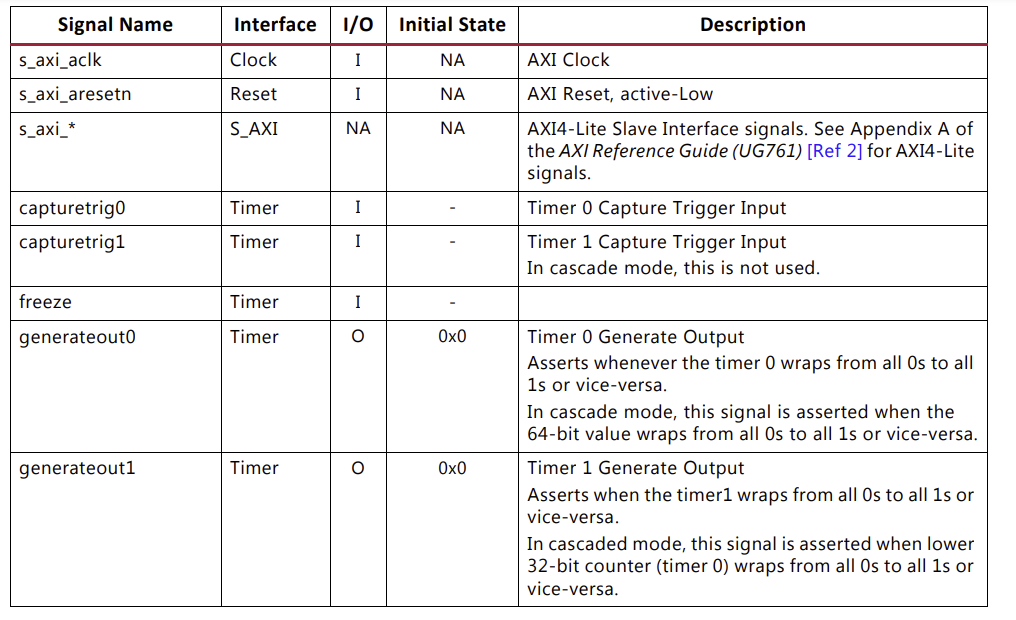 Signal Name Interface I/O Initial State Description
s_axi_aclk Clock I NA AXI Clock
s_axi_aresetn Reset I NA AXI Reset, active-Low
s_axi_* S_AXI NA NA AXI4-Lite Slave Interface signals. See Appendix A of
the AXI Reference Guide (UG761) [Ref 2] for AXI4-Lite
signals.
capturetrig0 Timer I - Timer 0 Capture Trigger Input
capturetrig1 Timer I - Timer 1 Capture Trigger Input
In cascade mode, this is not used.
freeze Timer I -
generateout0 Timer O 0x0 Timer 0 Generate Output
Asserts whenever the timer 0 wraps from all 0s to all
1s or vice-versa.
In cascade mode, this signal is asserted when the
64-bit value wraps from all 0s to all 1s or vice-versa.
generateout1 Timer O 0x0 Timer 1 Generate Output
Asserts when the timer1 wraps from all 0s to all 1s or
vice-versa.
In cascaded mode, this signal is asserted when lower
32-bit counter (timer 0) wraps from all 0s to all 1s or
vice-versa.